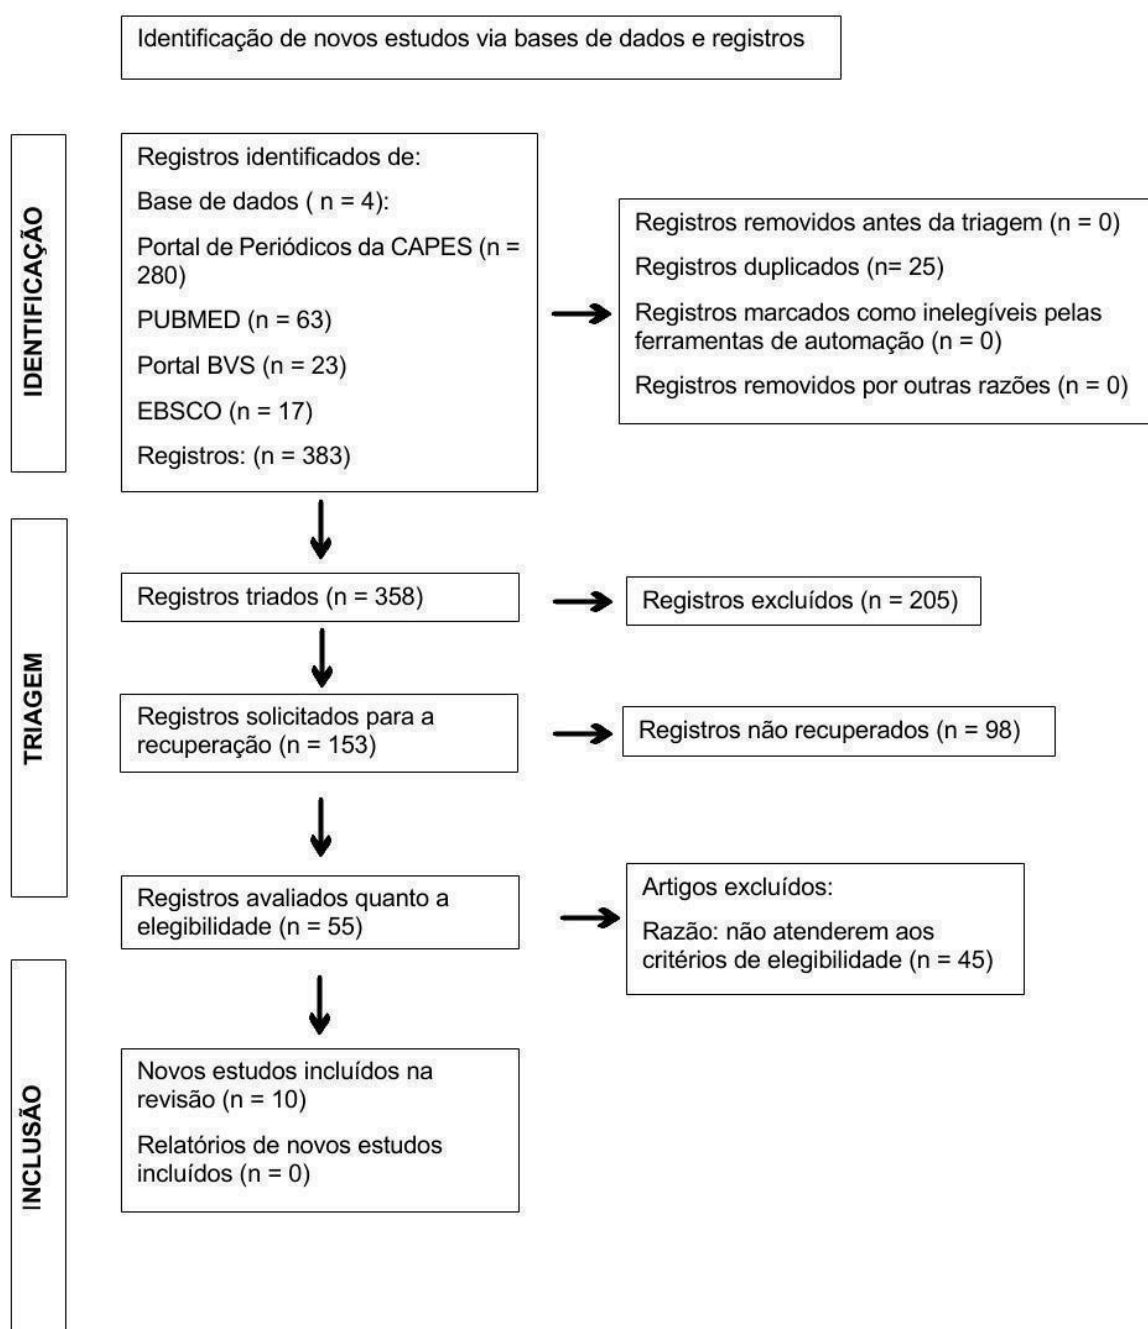 Identificação de novos estudos via bases de dados e registros
IDENTIFICAÇÃO
Registros identificados de:
Base de dados ( n = 4):
Portal de Periódicos da CAPES (n =
280)
PUBMED (n = 63)
Portal BVS (n = 23)
EBSCO (n = 17)
Registros: (n = 383)
Registros removidos antes da triagem (n = 0)
Registros duplicados (n= 25)
Registros marcados como inelegíveis pelas
ferramentas de automação (n = 0)
Registros removidos por outras razões (n = 0)
TRIAGEM
Registros triados (n = 358)
Registros excluídos (n = 205)
Registros solicitados para a
recuperação (n = 153)
Registros não recuperados (n = 98)
Registros avaliados quanto a
elegibilidade (n = 55)
Artigos excluídos:
Razão: não atenderem aos
critérios de elegibilidade (n = 45)
INCLUSÃO
Novos estudos incluídos na
revisão (n = 10)
Relatórios de novos estudos
incluídos (n = 0)